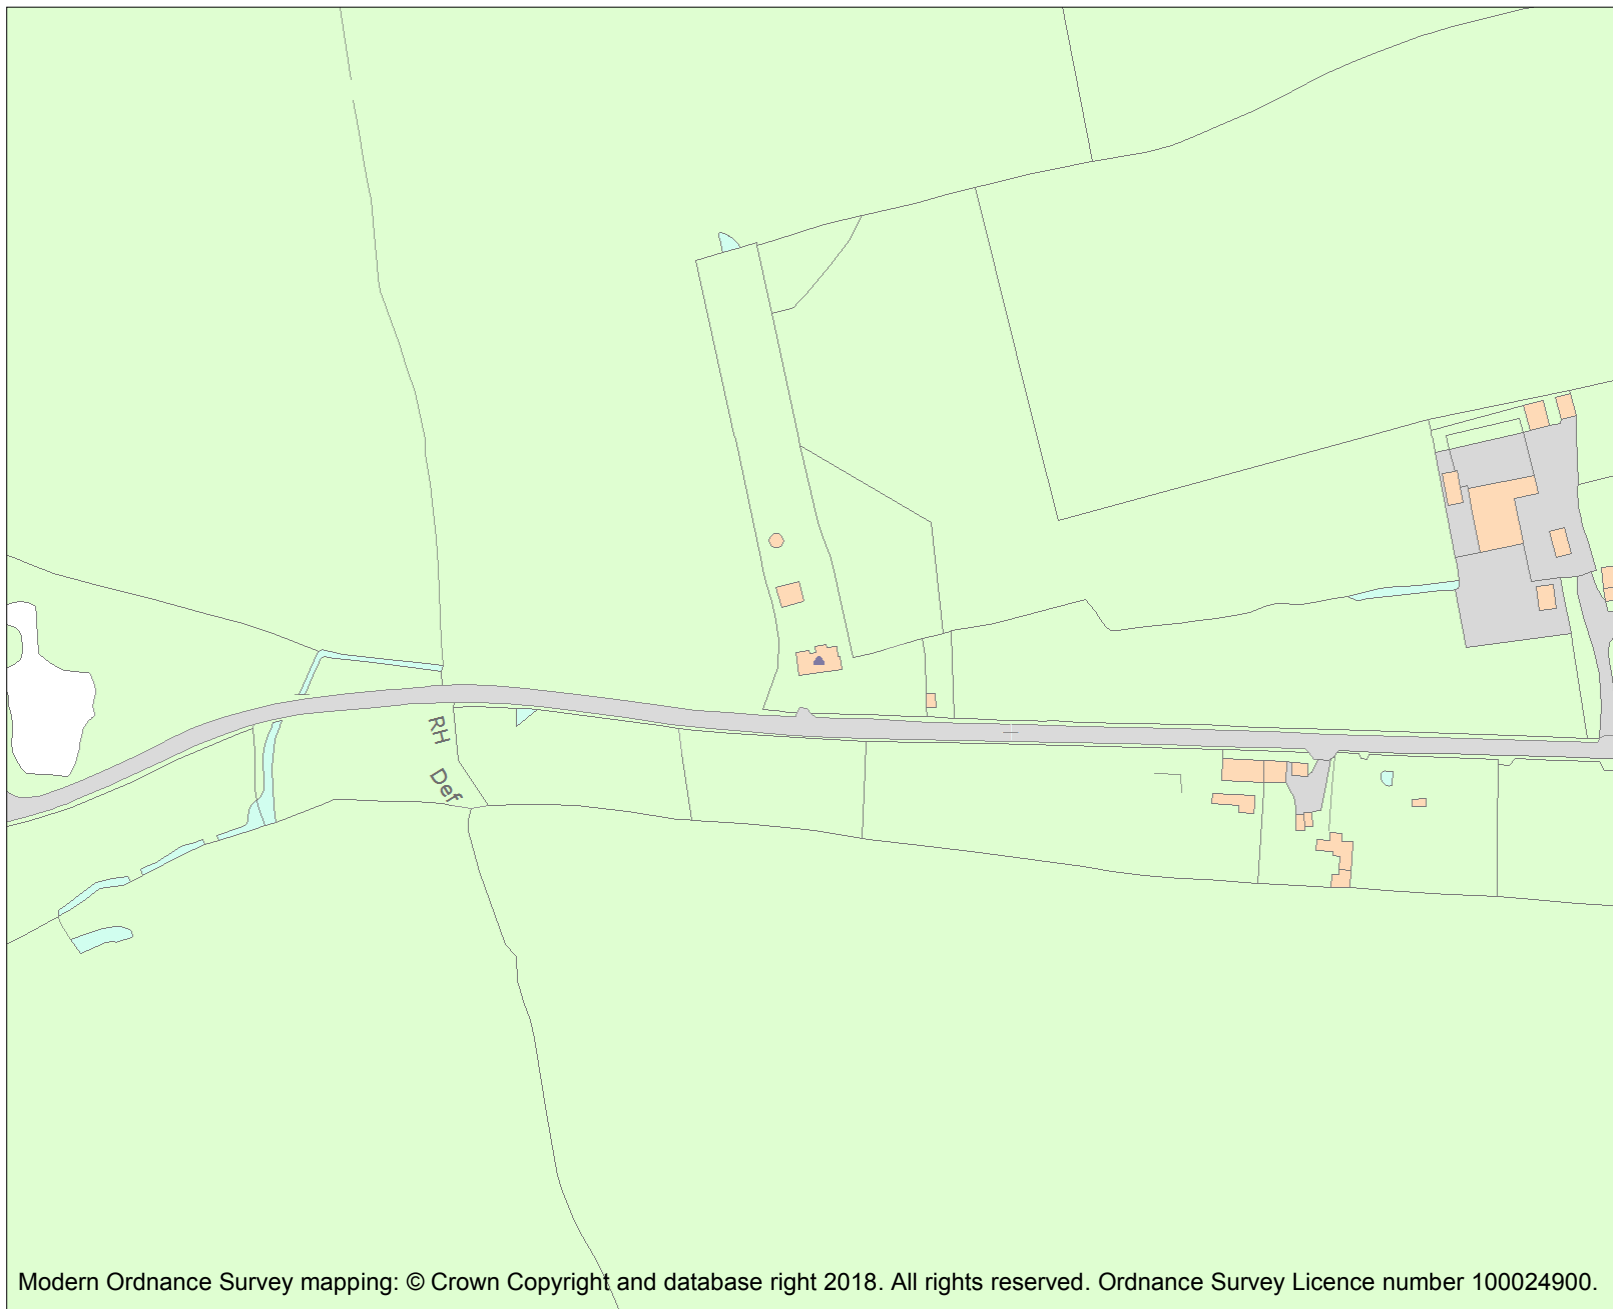 RH
Def
Modern Ordnance Survey mapping: © Crown Copyright and database right 2018. All rights reserved. Ordnance Survey Licence number 100024900.